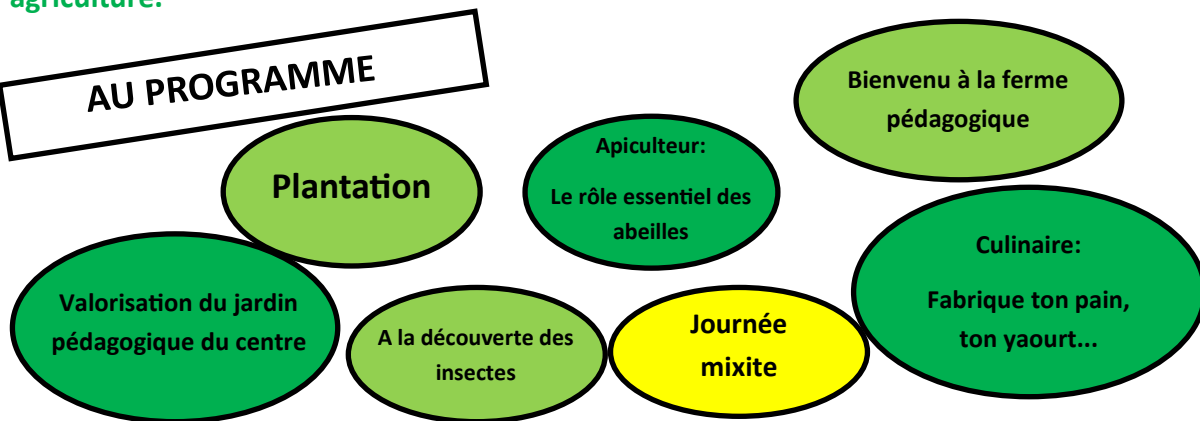 agriculture.
AU PROGRAMME
Bienvenu à la ferme
pédagogique
Plantation
Apiculteur:
Le rôle essentiel des
abeilles
Culinaire:
Fabrique ton pain,
ton yaourt...
Valorisation du jardin
pédagogique du centre
A la découverte des
insectes
Journée
mixite